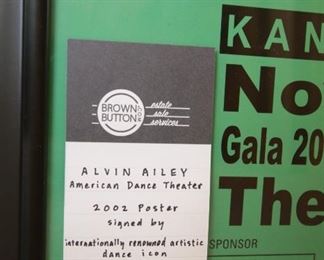 BROWN
BUTTON
estate
sale
services
ALVIN AILEY
American Dance Theater
2002 Poster
signed by
internationally renowned artistic
dance icon
KAN
No
Gala 20
The
SPONSOR